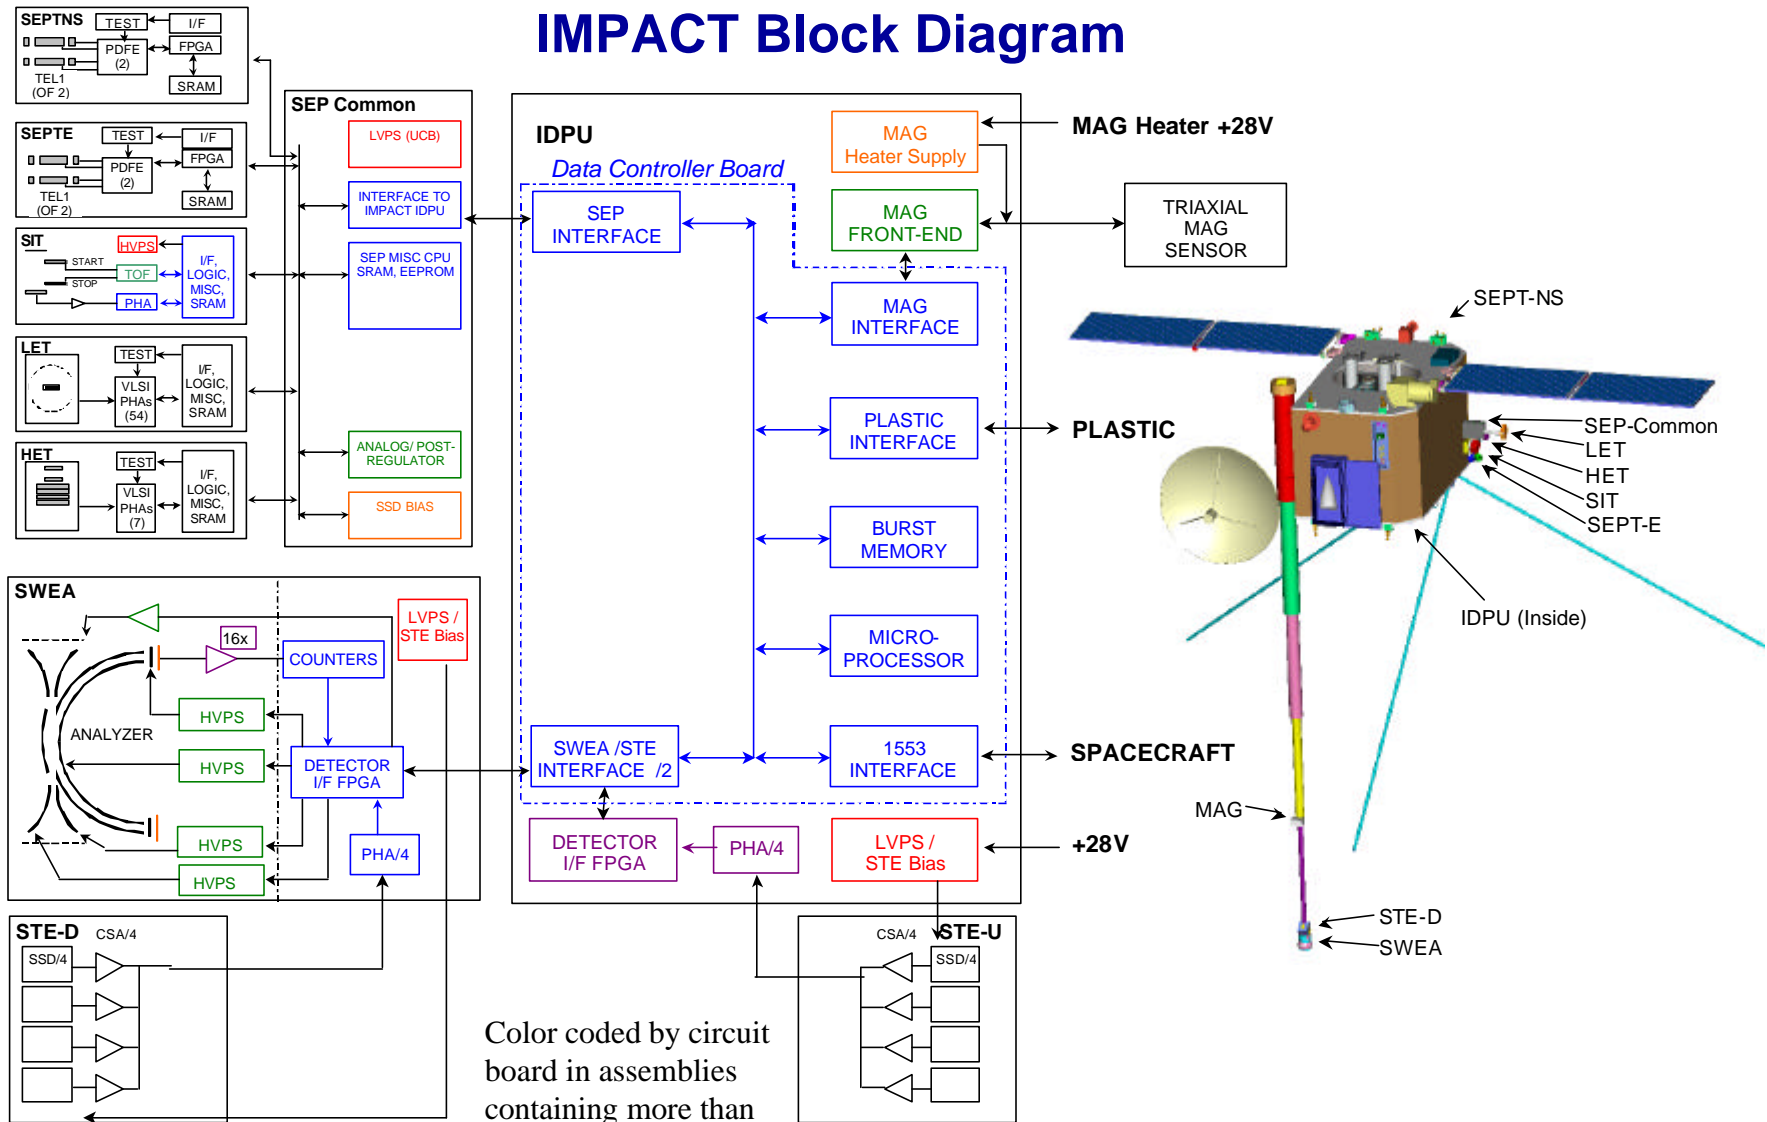 IMPACT Block Diagram
SEPTNS
TEST
I/F
PDFE
(2)
FPGA
SRAM
TEL1
(OF 2)
SEPTE
TEST
I/F
PDFE
(2)
FPGA
SRAM
TEL1
(OF 2)
SIT
HVPS
START
TOF
STOP
PHA
I/F,
LOGIC,
MISC,
SRAM
LET
TEST
VLSI
PHAs
(54)
I/F,
LOGIC,
MISC,
SRAM
HET
TEST
VLSI
PHAs
(7)
I/F,
LOGIC,
MISC,
SRAM
SEP Common
LVPS (UCB)
INTERFACE TO
IMPACT IDPU
SEP MISC CPU
SRAM, EEPROM
ANALOG/ POST-
REGULATOR
SSD BIAS
IDPU
Data Controller Board
SEP
INTERFACE
MAG
Heater Supply
MAG
FRONT-END
MAG
INTERFACE
PLASTIC
INTERFACE
BURST
MEMORY
MICRO-
PROCESSOR
1553
INTERFACE
SWEA /STE
INTERFACE /2
DETECTOR
I/F FPGA
PHA/4
LVPS /
STE Bias
MAG Heater +28V
TRIAXIAL
MAG
SENSOR
PLASTIC
SPACECRAFT
+28V
SWEA
16x
COUNTERS
LVPS /
STE Bias
HVPS
ANALYZER
HVPS
DETECTOR
I/F FPGA
HVPS
HVPS
PHA/4
STE-D
CSA/4
SSD/4
CSA/4
STE-U
SSD/4
Color coded by circuit
board in assemblies
containing more than
SEPT-NS
SEP-Common
LET
HET
SIT
SEPT-E
IDPU (Inside)
MAG
STE-D
SWEA